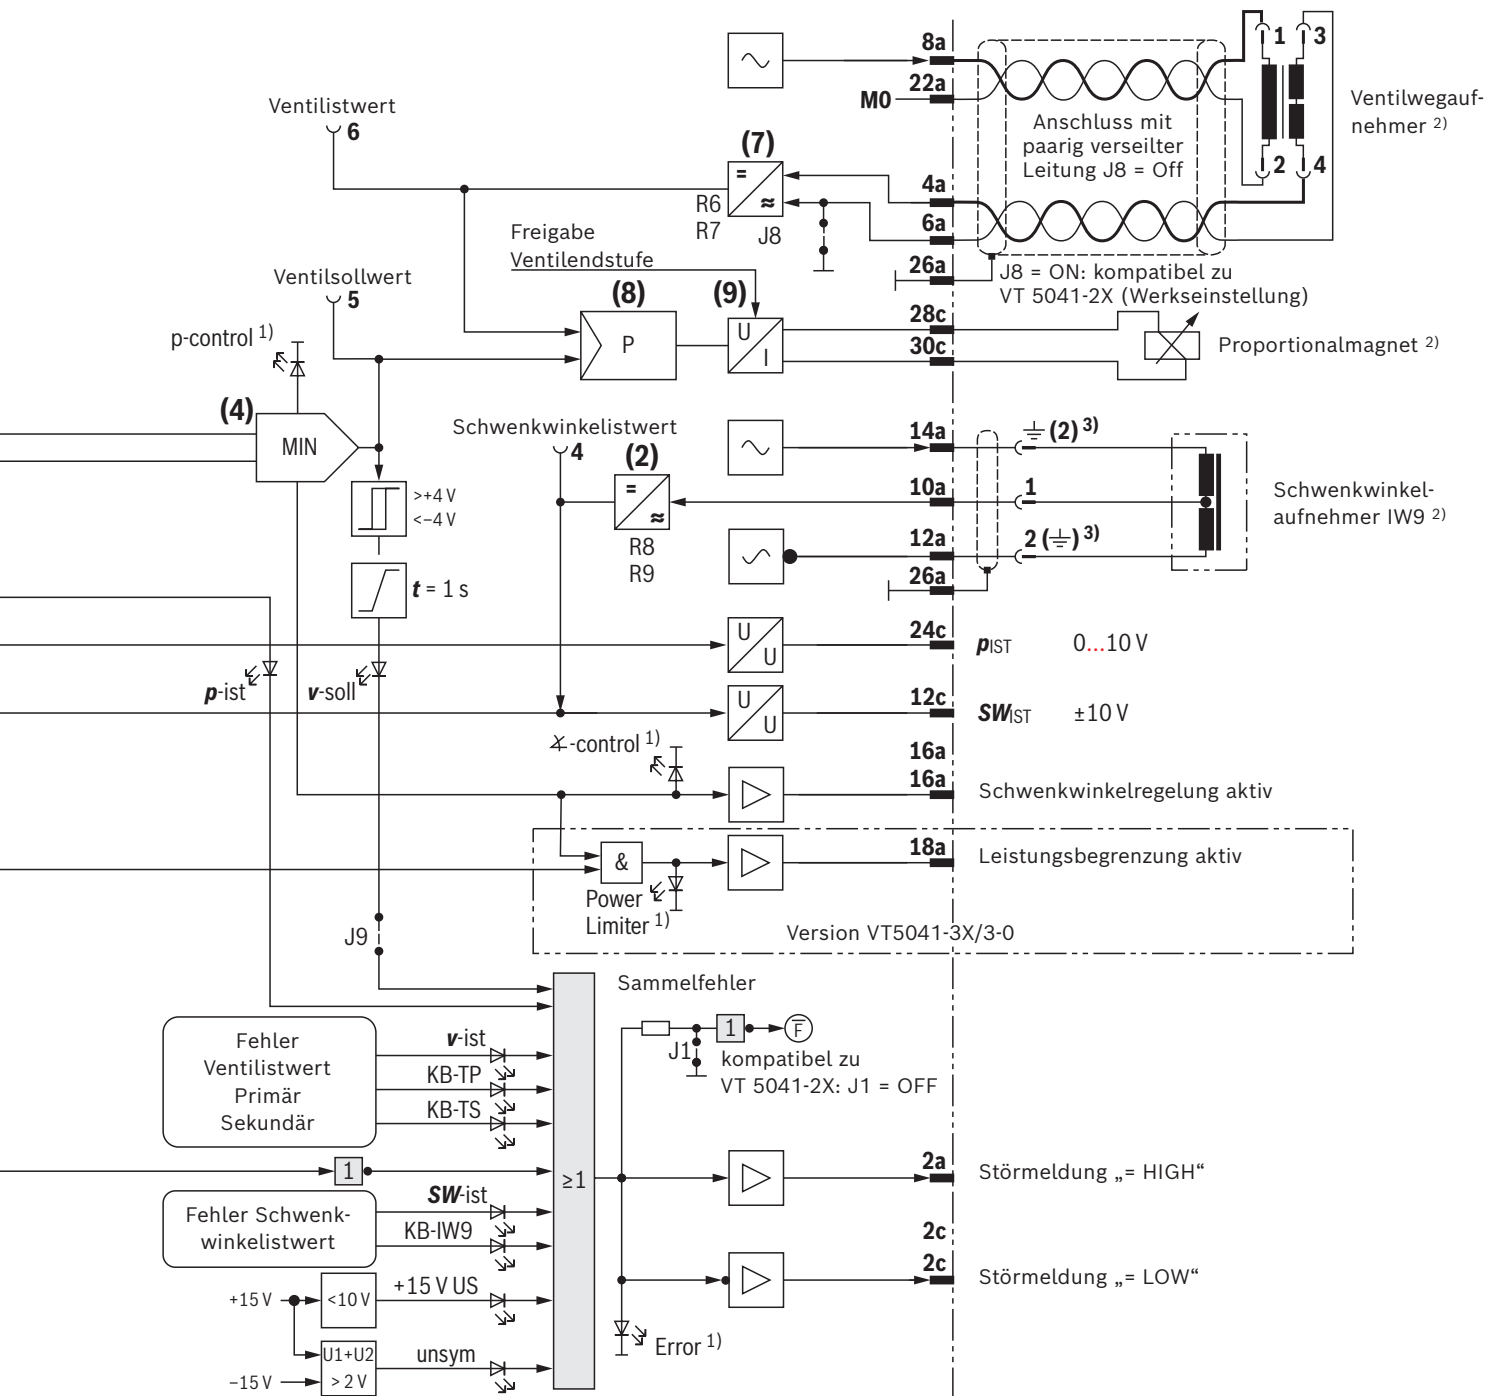 8a
22a
M0
1
3
Ventilwegauf-
nehmer 2)
Anschluss mit
paarig verseilter
Leitung J8 = Off
2
4
Ventilistwert
6
(7)
=
≈
R6
R7
J8
4a
6a
26a
J8 = ON: kompatibel zu
VT 5041-2X (Werkseinstellung)
Freigabe
Ventilendstufe
Ventilsollwert
5
(8)
P
(9)
U
I
28c
30c
Proportionalmagnet 2)
p-control 1)
(4)
MIN
>+4 V
<−4 V
t = 1 s
Schwenkwinkelistwert
4
(2)
=
≈
R8
R9
14a
(2) 3)
10a
1
12a
2 (⏚) 3)
26a
Schwenkwinkel-
aufnehmer IW9 2)
U
U
24c
pIST 0...10 V
p-ist
v-soll
U
U
12c
SWIST ±10 V
∡-control 1)
16a
16a
Schwenkwinkelregelung aktiv
&
Power
Limiter 1)
18a
Leistungsbegrenzung aktiv
Version VT5041-3X/3-0
J9
Sammelfehler
J1
1
F̅
kompatibel zu
VT 5041-2X: J1 = OFF
Fehler
Ventilistwert
Primär
Sekundär
v-ist
KB-TP
KB-TS
1
≥1
2a
Störmeldung „= HIGH“
Fehler Schwenk-
winkelistwert
SW-ist
KB-IW9
2c
2c
Störmeldung „= LOW“
+15 V
<10 V
+15 V US
Error 1)
U1+U2
> 2 V
unsym
−15 V